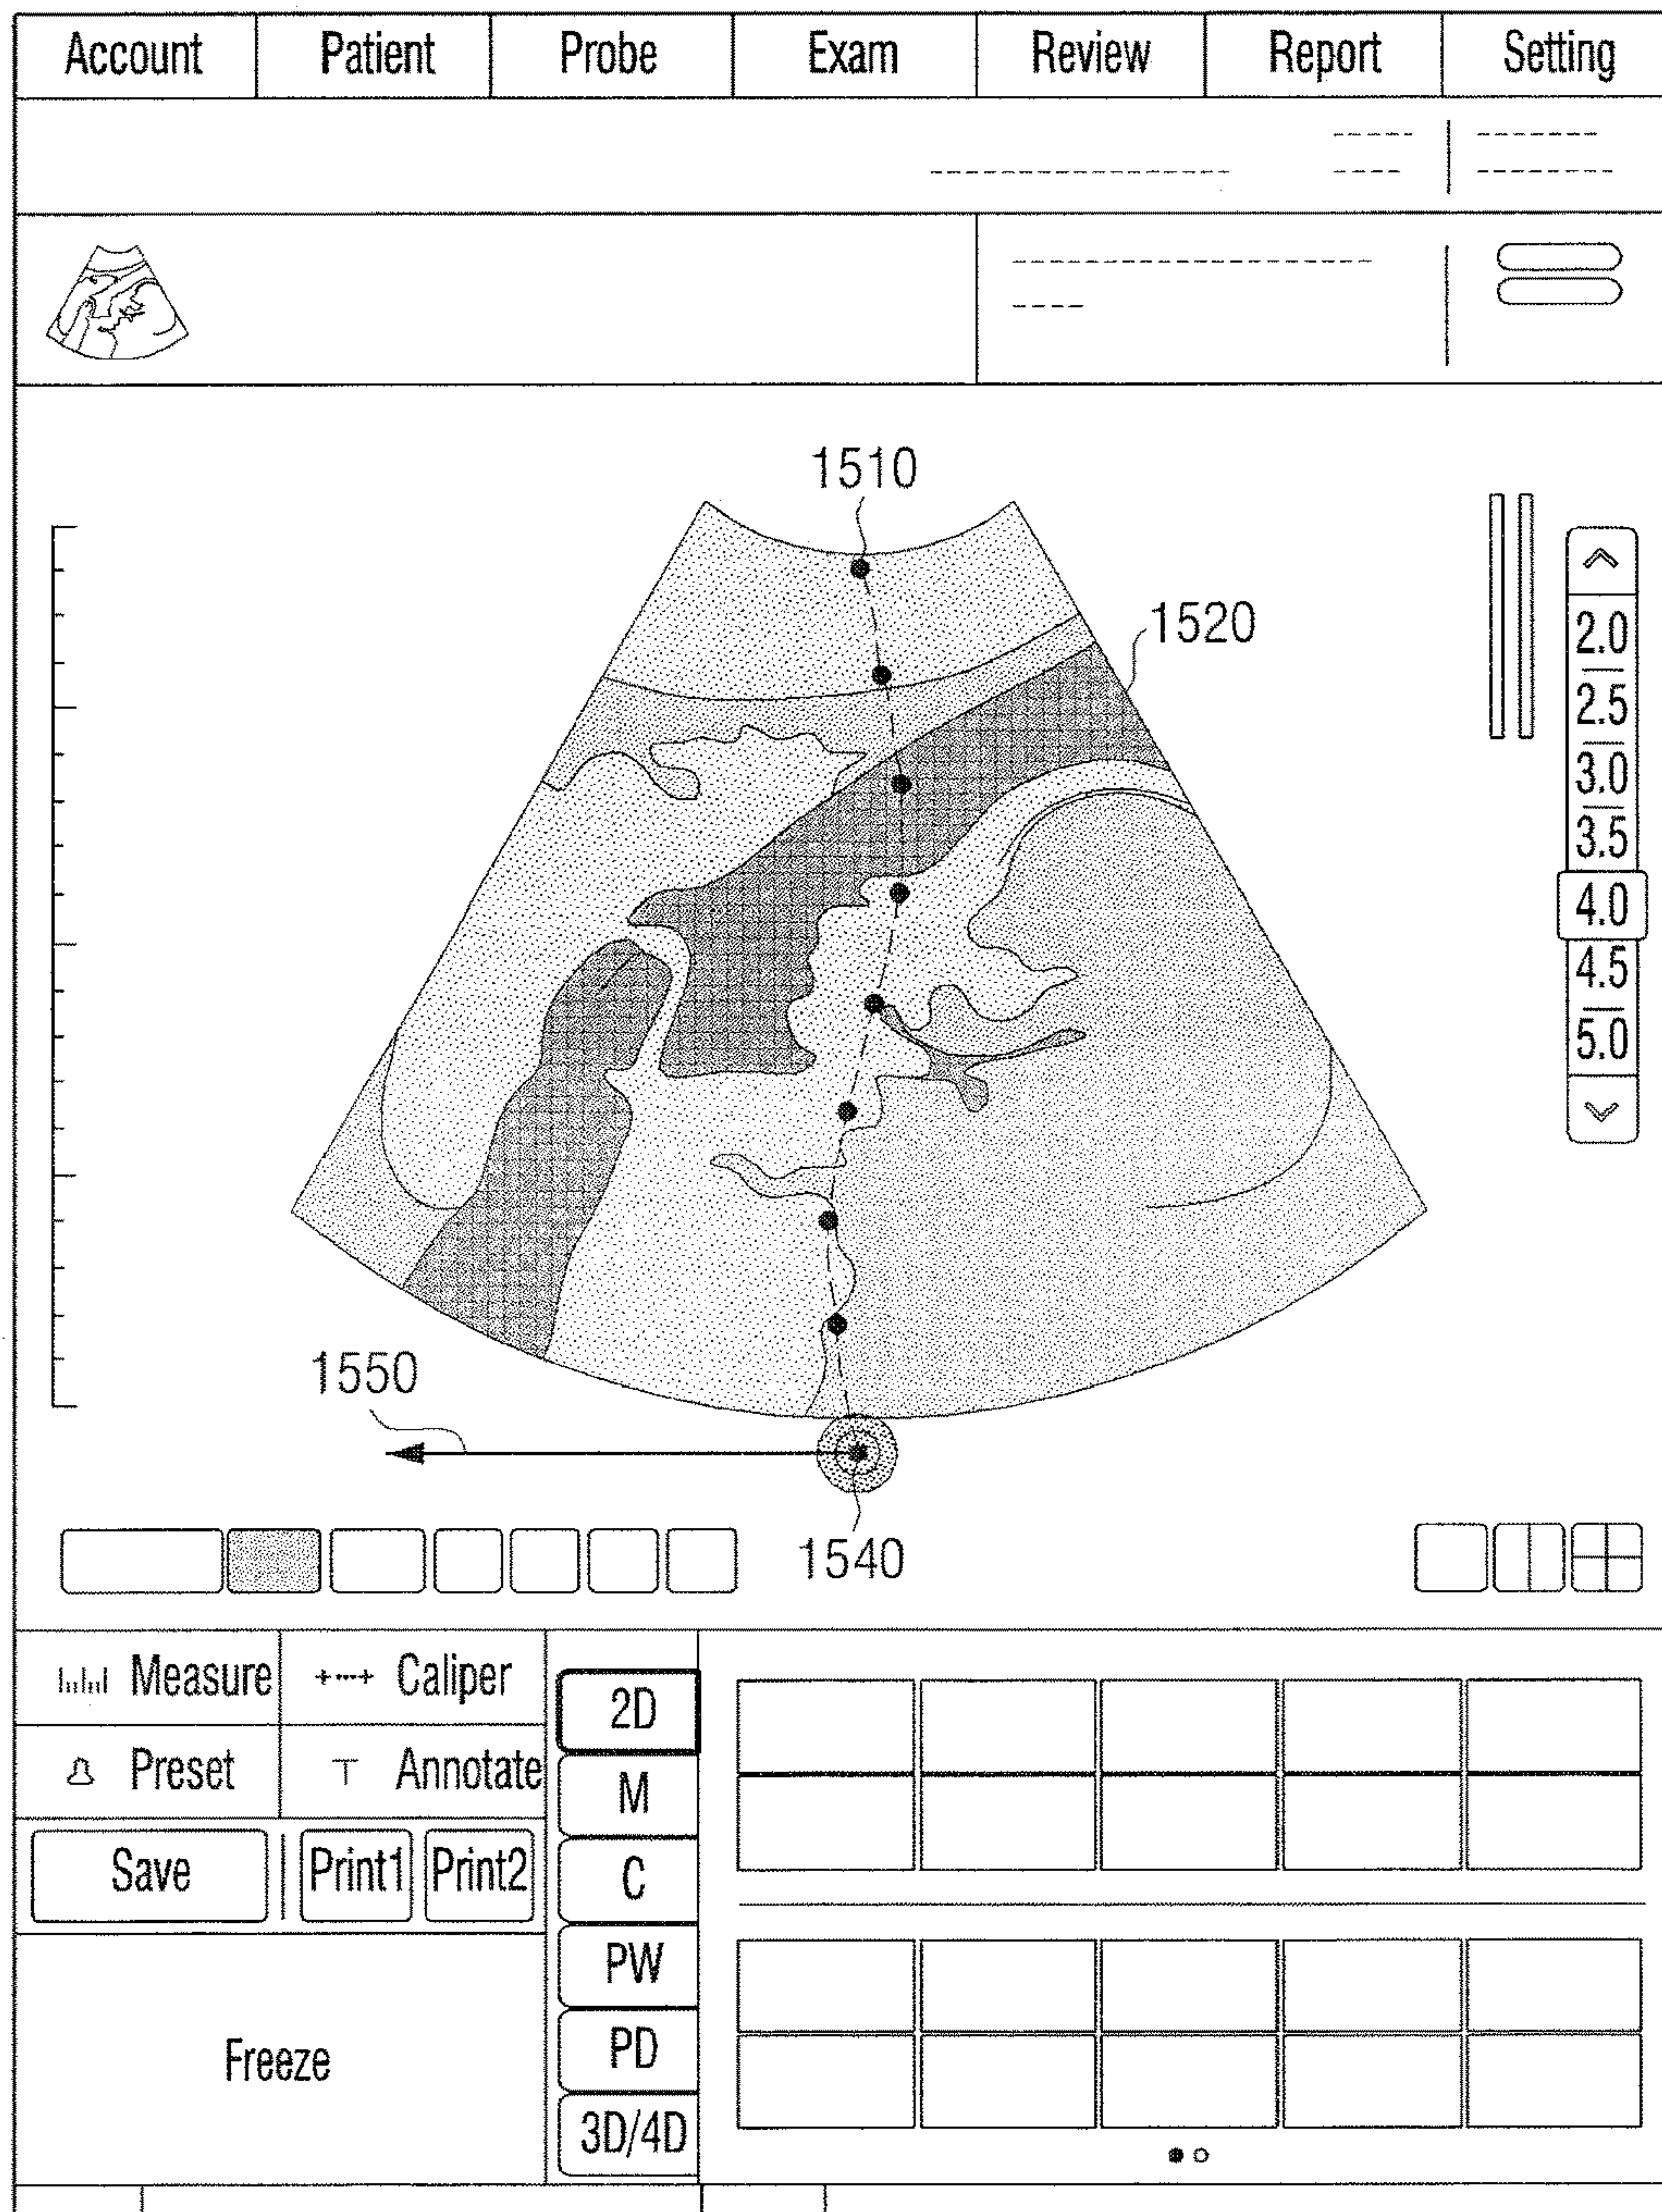 Account Patient Probe Exam Review Report Setting
1510
1520
2.0
2.5
3.0
3.5
4.0
4.5
5.0
1550
1540
Measure Caliper
Preset T Annotate
Save Print1 Print2
Freeze
2D
M
C
PW
PD
3D/4D